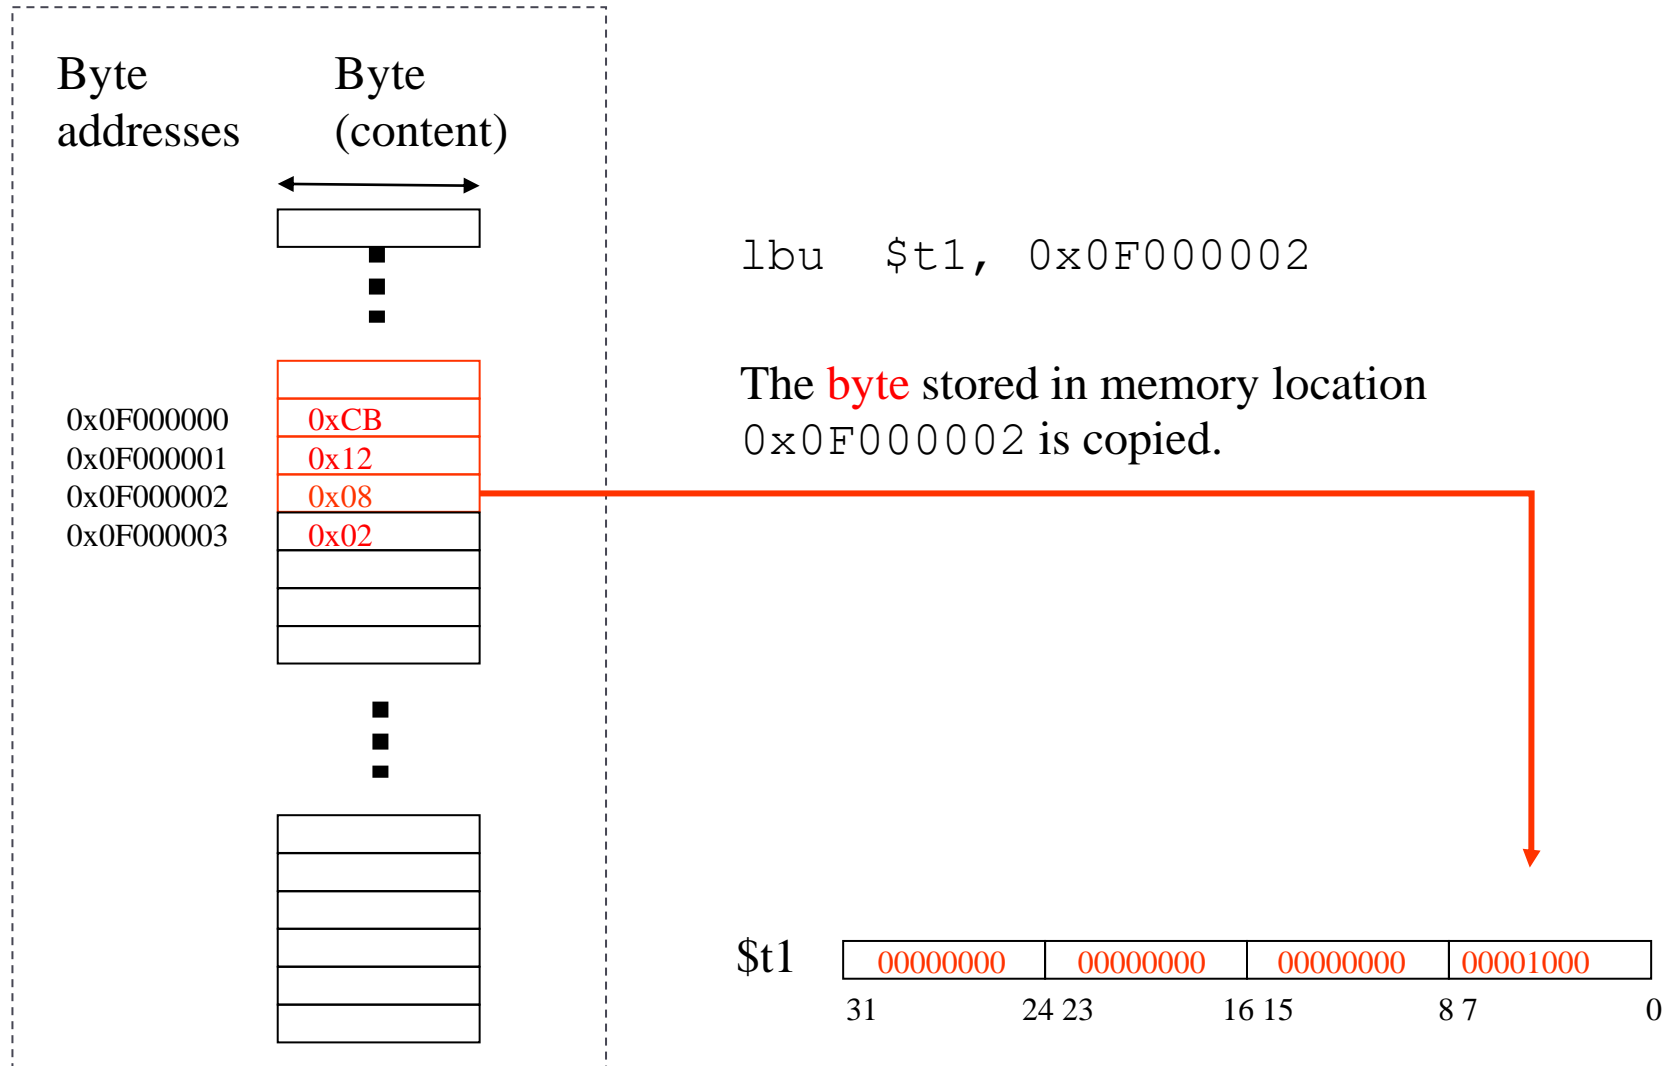 Byte addresses
Byte (content)
lbu $t1, 0x0F000002
The byte stored in memory location
0x0F000002 is copied.
0x0F000000 0xCB
0x0F000001 0x12
0x0F000002 0x08
0x0F000003 0x02
$t1 00000000 00000000 00000000 00001000
31 24 23 16 15 8 7 0